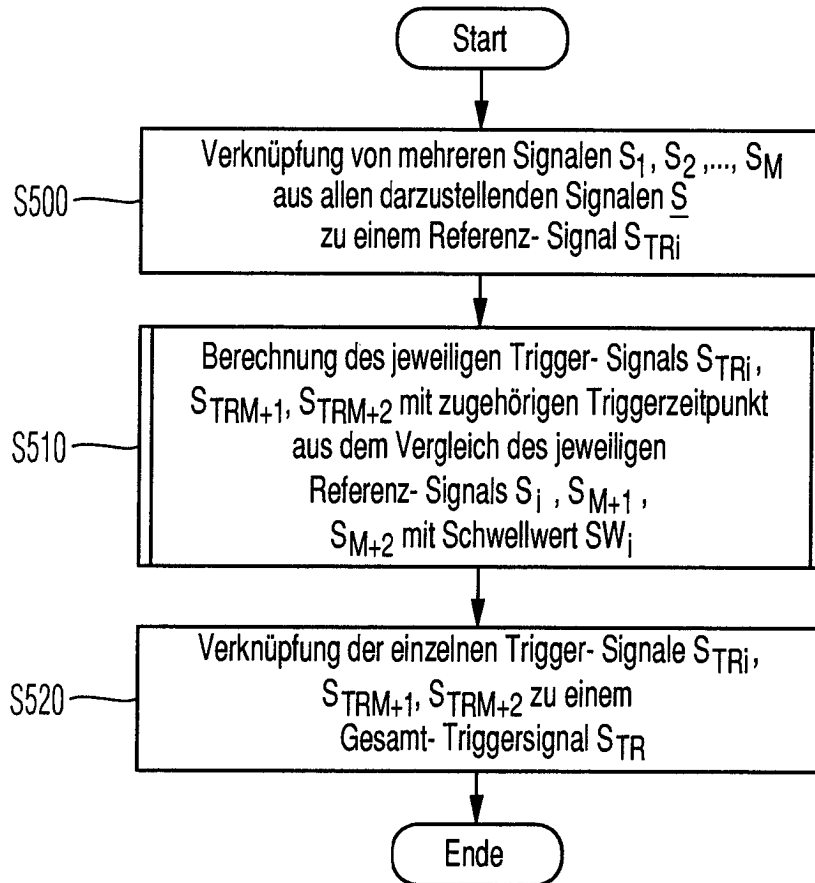 Start
S500
Verknüpfung von mehreren Signalen S1, S2 ,..., SM
aus allen darzustellenden Signalen S
zu einem Referenz- Signal STRi
S510
Berechnung des jeweiligen Trigger- Signals STRi,
STRM+1, STRM+2 mit zugehörigen Triggerzeitpunkt
aus dem Vergleich des jeweiligen
Referenz- Signals Si , SM+1 ,
SM+2 mit Schwellwert SWi
S520
Verknüpfung der einzelnen Trigger- Signale STRi,
STRM+1, STRM+2 zu einem
Gesamt- Triggersignal STR
Ende